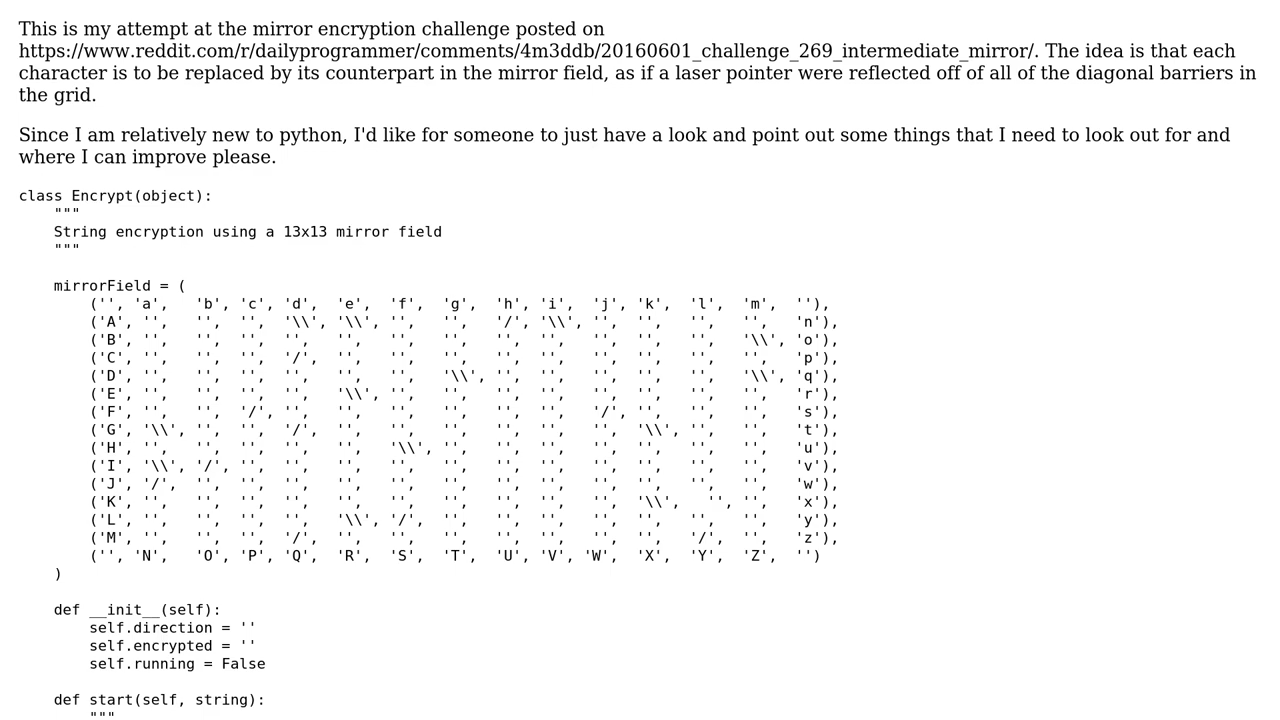 This is my attempt at the mirror encryption challenge posted on
https://www.reddit.com/r/dailyprogrammer/comments/4m3ddb/20160601_challenge_269_intermediate_mirror/. The idea is that each
character is to be replaced by its counterpart in the mirror field, as if a laser pointer were reflected off of all of the diagonal barriers in
the grid.
Since I am relatively new to python, I'd like for someone to just have a look and point out some things that I need to look out for and
where I can improve please.
class Encrypt(object):
    """
    String encryption using a 13x13 mirror field
    """
    mirrorField = (
        ('', 'a',   'b', 'c', 'd',   'e',  'f',  'g',  'h', 'i',  'j', 'k',  'l',  'm',  ''),
        ('A', '',   '',  '',  '\\', '\\', '',   '',   '/', '\\', '',  '',   '',   '',   'n'),
        ('B', '',   '',  '',  '',   '',   '',   '',   '',  '',   '',  '',   '',   '\\', 'o'),
        ('C', '',   '',  '',  '/',  '',   '',   '',   '',  '',   '',  '',   '',   '',   'p'),
        ('D', '',   '',  '',  '',   '',   '',   '\\', '',  '',   '',  '',   '',   '\\', 'q'),
        ('E', '',   '',  '',  '',   '\\', '',   '',   '',  '',   '',  '',   '',   '',   'r'),
        ('F', '',   '',  '/', '',   '',   '',   '',   '',  '',   '/', '',   '',   '',   's'),
        ('G', '\\', '',  '',  '/',  '',   '',   '',   '',  '',   '',  '\\', '',   '',   't'),
        ('H', '',   '',  '',  '',   '',   '\\', '',   '',  '',   '',  '',   '',   '',   'u'),
        ('I', '\\', '/', '',  '',   '',   '',   '',   '',  '',   '',  '',   '',   '',   'v'),
        ('J', '/',  '',  '',  '',   '',   '',   '',   '',  '',   '',  '',   '',   '',   'w'),
        ('K', '',   '',  '',  '',   '',   '',   '',   '',  '',   '',  '\\',   '', '',   'x'),
        ('L', '',   '',  '',  '',   '\\', '/',  '',   '',  '',   '',  '',   '',   '',   'y'),
        ('M', '',   '',  '',  '/',  '',   '',   '',   '',  '',   '',  '',   '/',  '',   'z'),
        ('', 'N',   'O', 'P', 'Q',  'R',  'S',  'T',  'U', 'V', 'W',  'X',  'Y',  'Z',  '')
    )
    def __init__(self):
        self.direction = ''
        self.encrypted = ''
        self.running = False
    def start(self, string):
        """